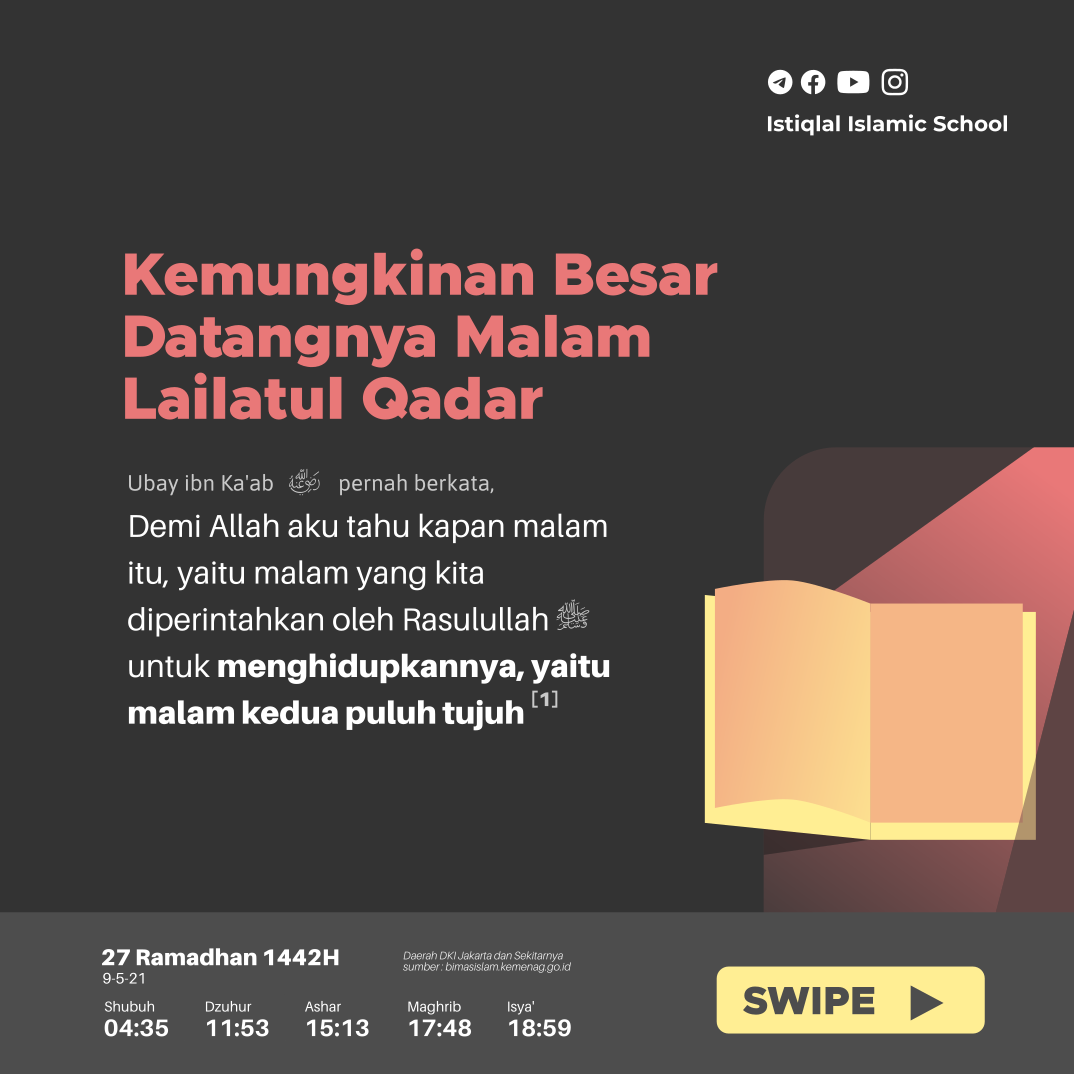 Istiqlal Islamic School
Kemungkinan Besar
Datangnya Malam
Lailatul Qadar
Ubay ibn Ka'ab رضي الله عنه pernah berkata,
Demi Allah aku tahu kapan malam
itu, yaitu malam yang kita
diperintahkan oleh Rasulullah ﷺ
untuk menghidupkannya, yaitu
malam kedua puluh tujuh [1]
27 Ramadhan 1442H
9-5-21
Daerah DKI Jakarta dan Sekitarnya
sumber : bimasislam.kemenag.go.id
Shubuh Dzuhur Ashar Maghrib Isya'
04:35 11:53 15:13 17:48 18:59
SWIPE